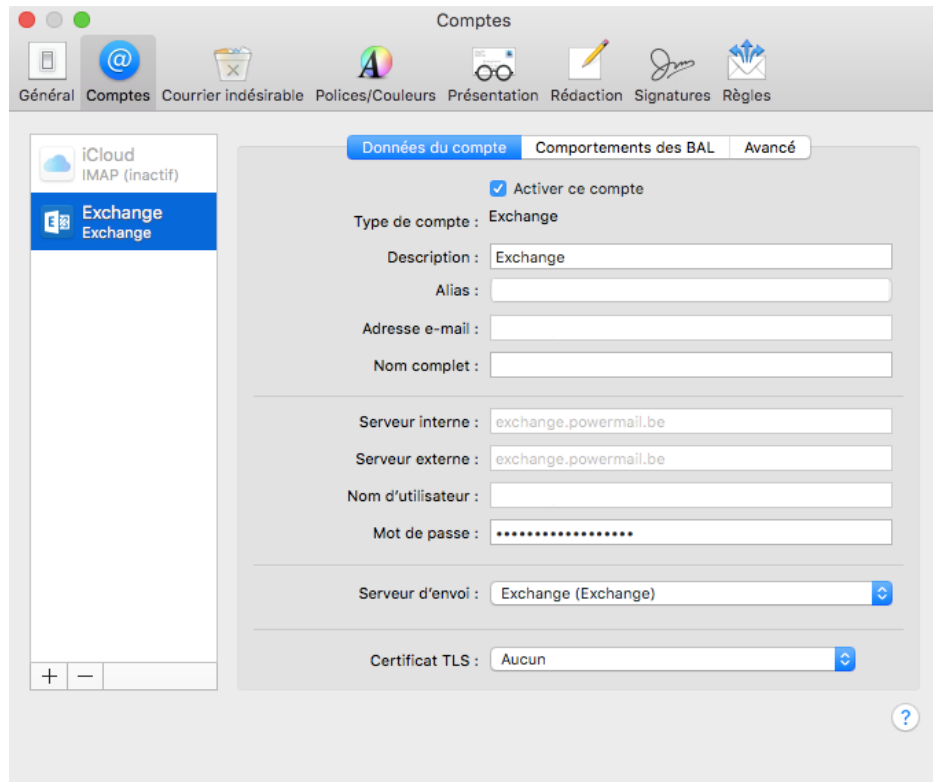 Comptes
Général Comptes Courrier indésirable Polices/Couleurs Présentation Rédaction Signatures Règles
iCloud
IMAP (inactif)
Exchange
Exchange
Données du compte Comportements des BAL Avancé
Activer ce compte
Type de compte : Exchange
Description : Exchange
Alias :
Adresse e-mail :
Nom complet :
Serveur interne : exchange.powermail.be
Serveur externe : exchange.powermail.be
Nom d'utilisateur :
Mot de passe : ••••••••••••••••••
Serveur d'envoi : Exchange (Exchange)
Certificat TLS : Aucun
+ −
?